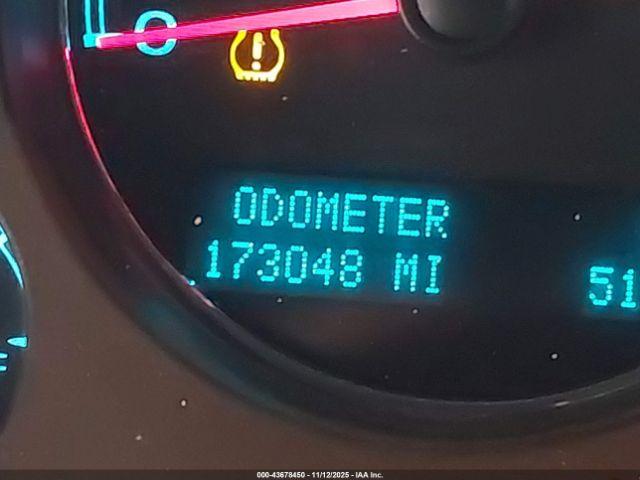 C
ODOMETER
173048 MI
51
000-43678450 - 11/12/2025 - IAA Inc.